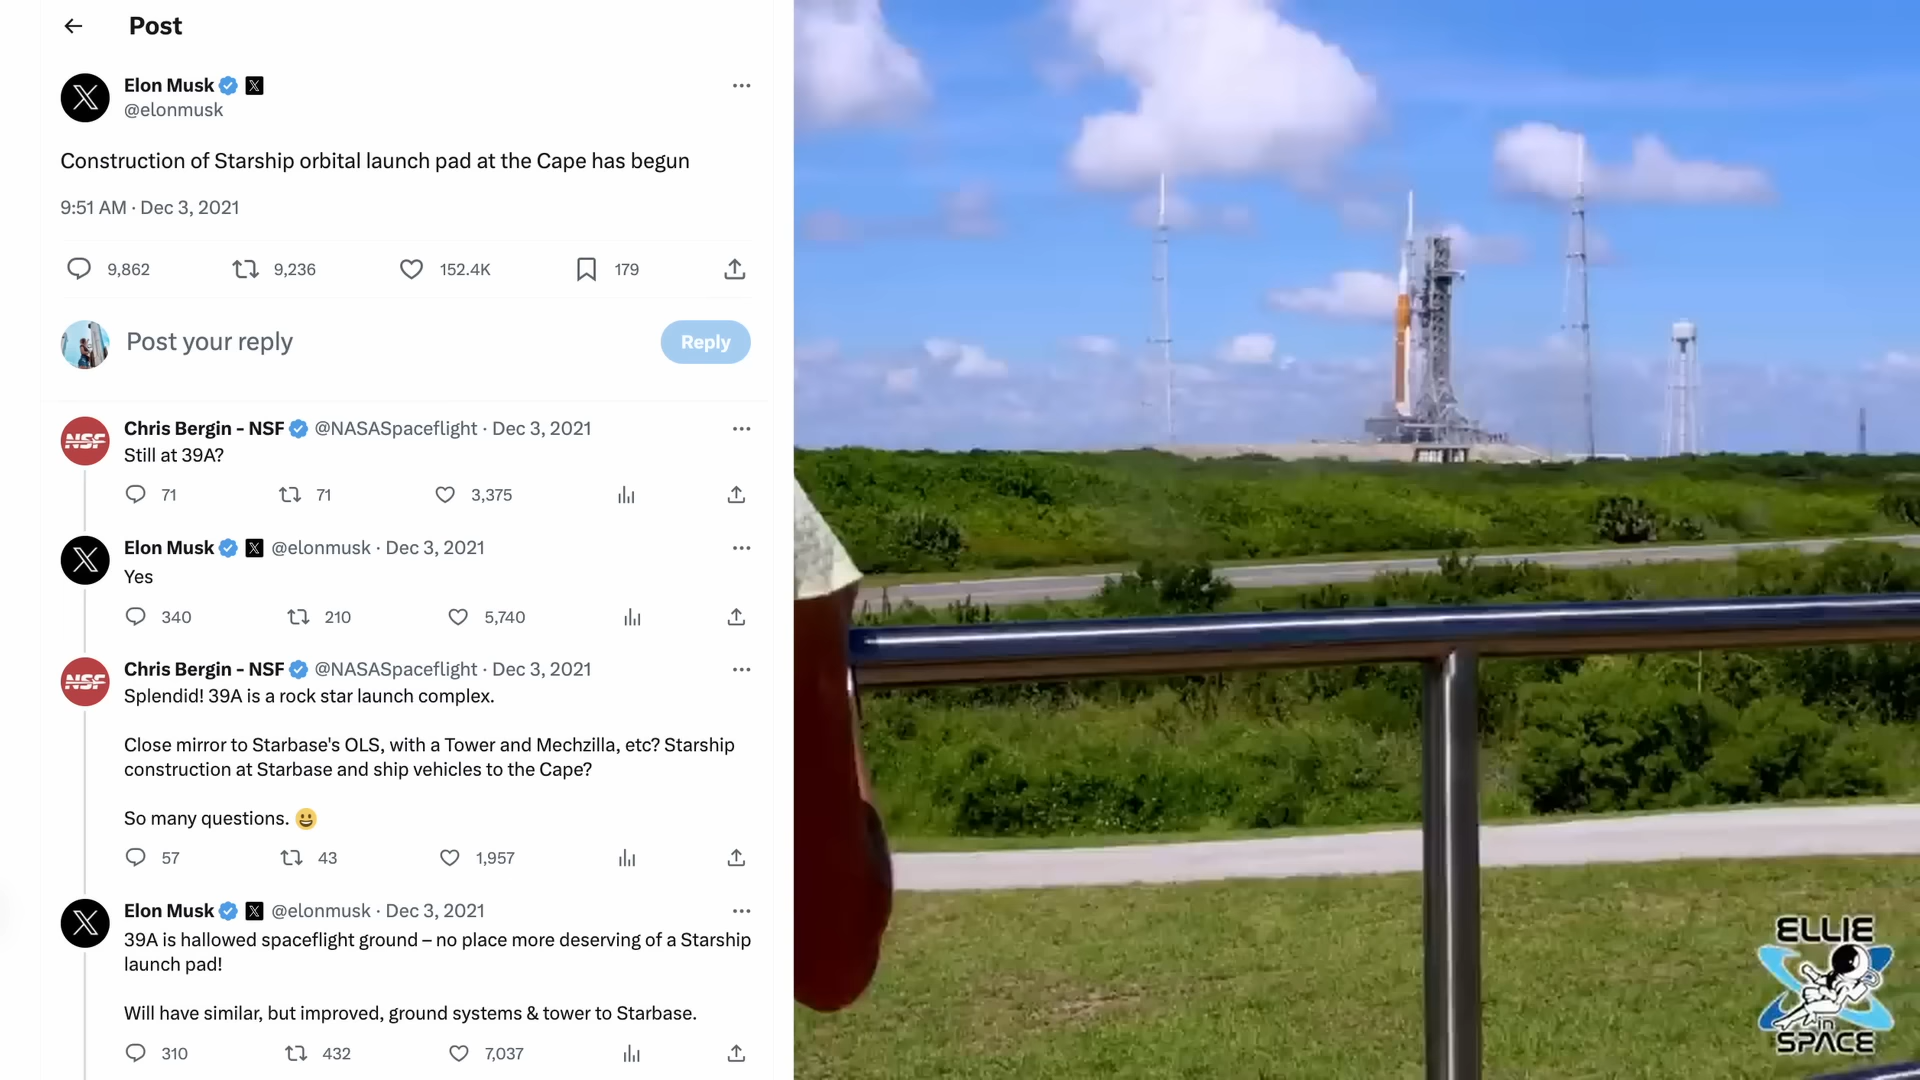 Post
Elon Musk
@elonmusk
Construction of Starship orbital launch pad at the Cape has begun
9:51 AM · Dec 3, 2021
9,862 9,236 152.4K 179
Post your reply Reply
Chris Bergin - NSF @NASASpaceflight · Dec 3, 2021
NSF
Still at 39A?
71 71 3,375
Elon Musk @elonmusk · Dec 3, 2021
Yes
340 210 5,740
Chris Bergin - NSF @NASASpaceflight · Dec 3, 2021
NSF
Splendid! 39A is a rock star launch complex.
Close mirror to Starbase's OLS, with a Tower and Mechzilla, etc? Starship
construction at Starbase and ship vehicles to the Cape?
So many questions. 😀
57 43 1,957
Elon Musk @elonmusk · Dec 3, 2021
39A is hallowed spaceflight ground – no place more deserving of a Starship
launch pad!
Will have similar, but improved, ground systems & tower to Starbase.
310 432 7,037
ELLIE
in
SPACE